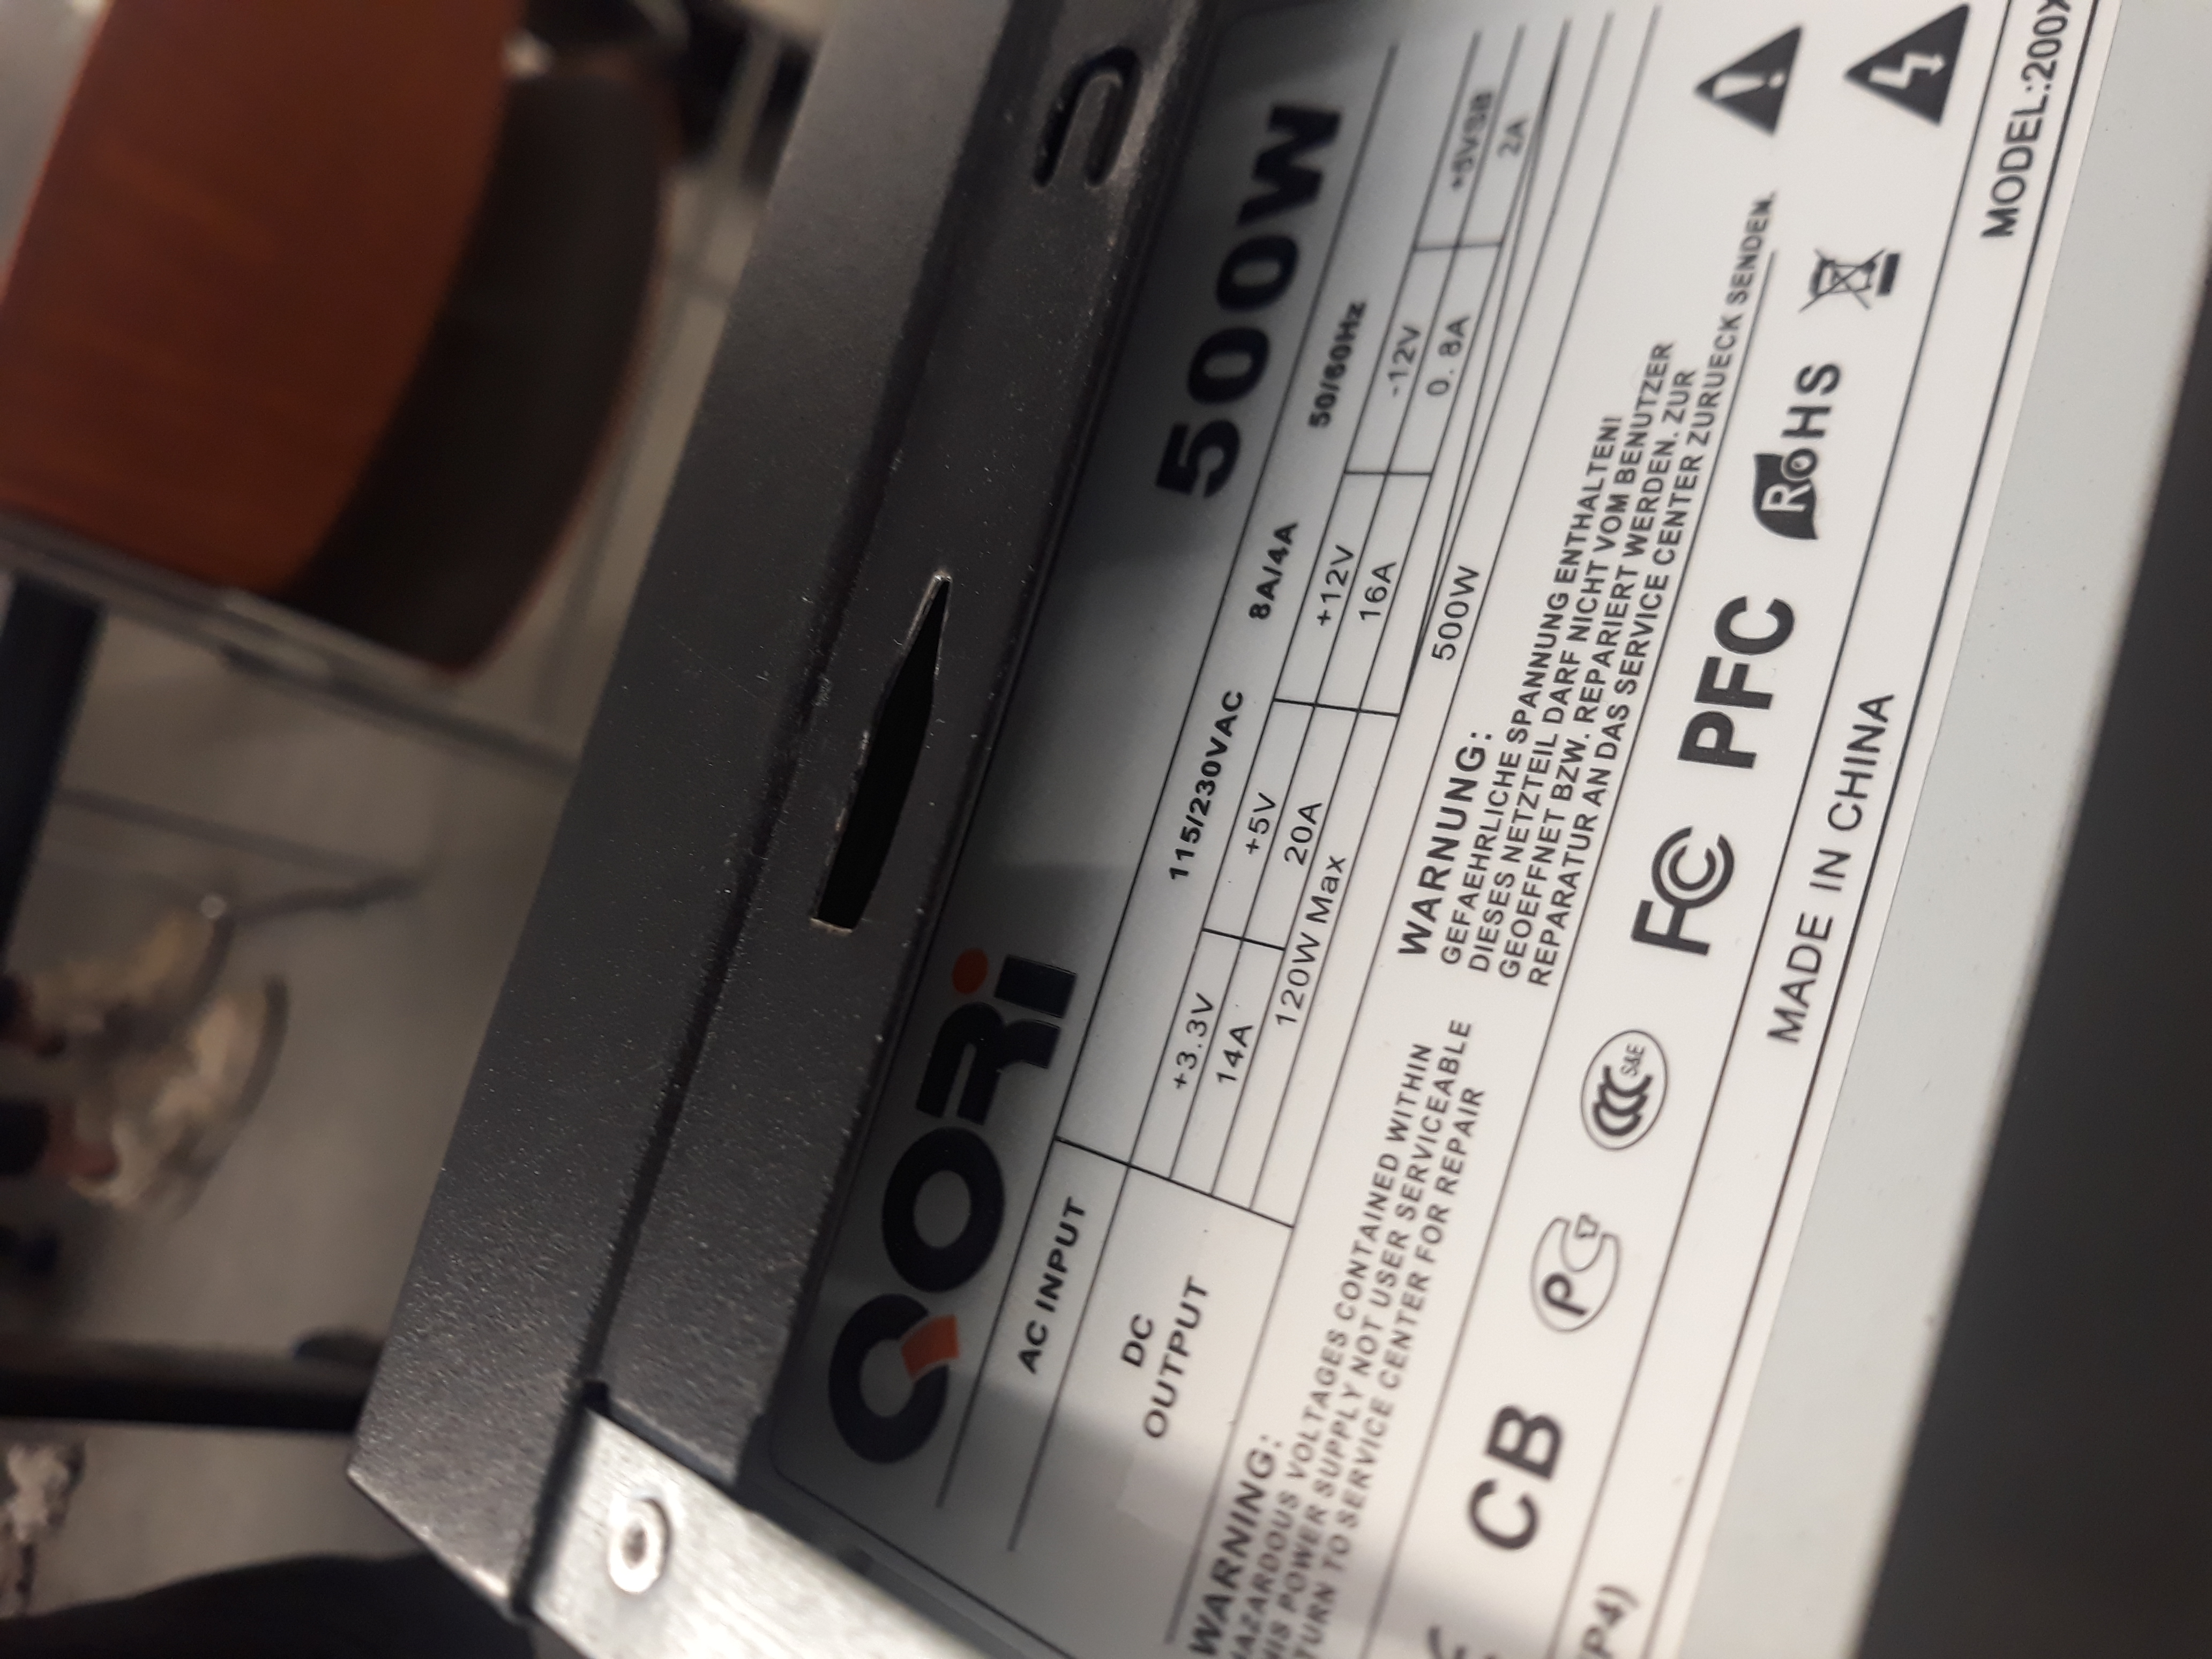 QORi
500W
AC INPUT 115/230VAC 8A/4A 50/60Hz
DC OUTPUT +3.3V +5V +12V -12V +5VSB
14A 20A 16A 0.8A 2A
120W Max
500W
WARNING:
HAZARDOUS VOLTAGES CONTAINED WITHIN
THIS POWER SUPPLY NOT USER SERVICEABLE
TURN TO SERVICE CENTER FOR REPAIR
WARNUNG:
GEFAEHRLICHE SPANNUNG ENTHALTEN!
DIESES NETZTEIL DARF NICHT VOM BENUTZER
GEOEFFNET BZW. REPARIERT WERDEN. ZUR
REPARATUR AN DAS SERVICE CENTER ZURUECK SENDEN.
CB PG CCC S&E FC PFC RoHS
P4)
MADE IN CHINA
MODEL:200X